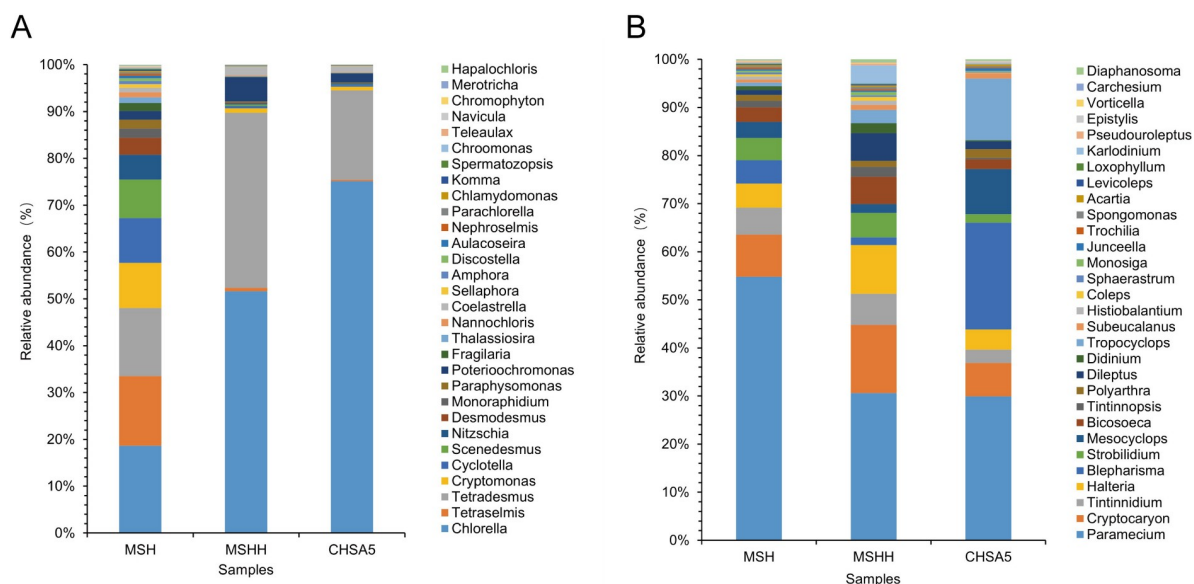 A
Relative abundance (%)
100%
90%
80%
70%
60%
50%
40%
30%
20%
10%
0%
MSH
MSHH
CHSA5
Samples
Hapalochloris
Merotricha
Chromophyton
Navicula
Teleaulax
Chroomonas
Spermatozopsis
Komma
Chlamydomonas
Parachlorella
Nephroselmis
Aulacoseira
Discostella
Amphora
Sellaphora
Coelastrella
Nannochloris
Thalassiosira
Fragilaria
Poterioochromonas
Paraphysomonas
Monoraphidium
Desmodesmus
Nitzschia
Scenedesmus
Cyclotella
Cryptomonas
Tetradesmus
Tetraselmis
Chlorella
B
Relative abundance (%)
100%
90%
80%
70%
60%
50%
40%
30%
20%
10%
0%
MSH
MSHH
CHSA5
Samples
Diaphanosoma
Carchesium
Vorticella
Epistylis
Pseudouroleptus
Karlodinium
Loxophyllum
Levicoleps
Acartia
Spongomonas
Trochilia
Junceella
Monosiga
Sphaerastrum
Coleps
Histiobalantium
Subeucalanus
Tropocyclops
Didinium
Dileptus
Polyarthra
Tintinnopsis
Bicosoeca
Mesocyclops
Strobilidium
Blepharisma
Halteria
Tintinnidium
Cryptocaryon
Paramecium